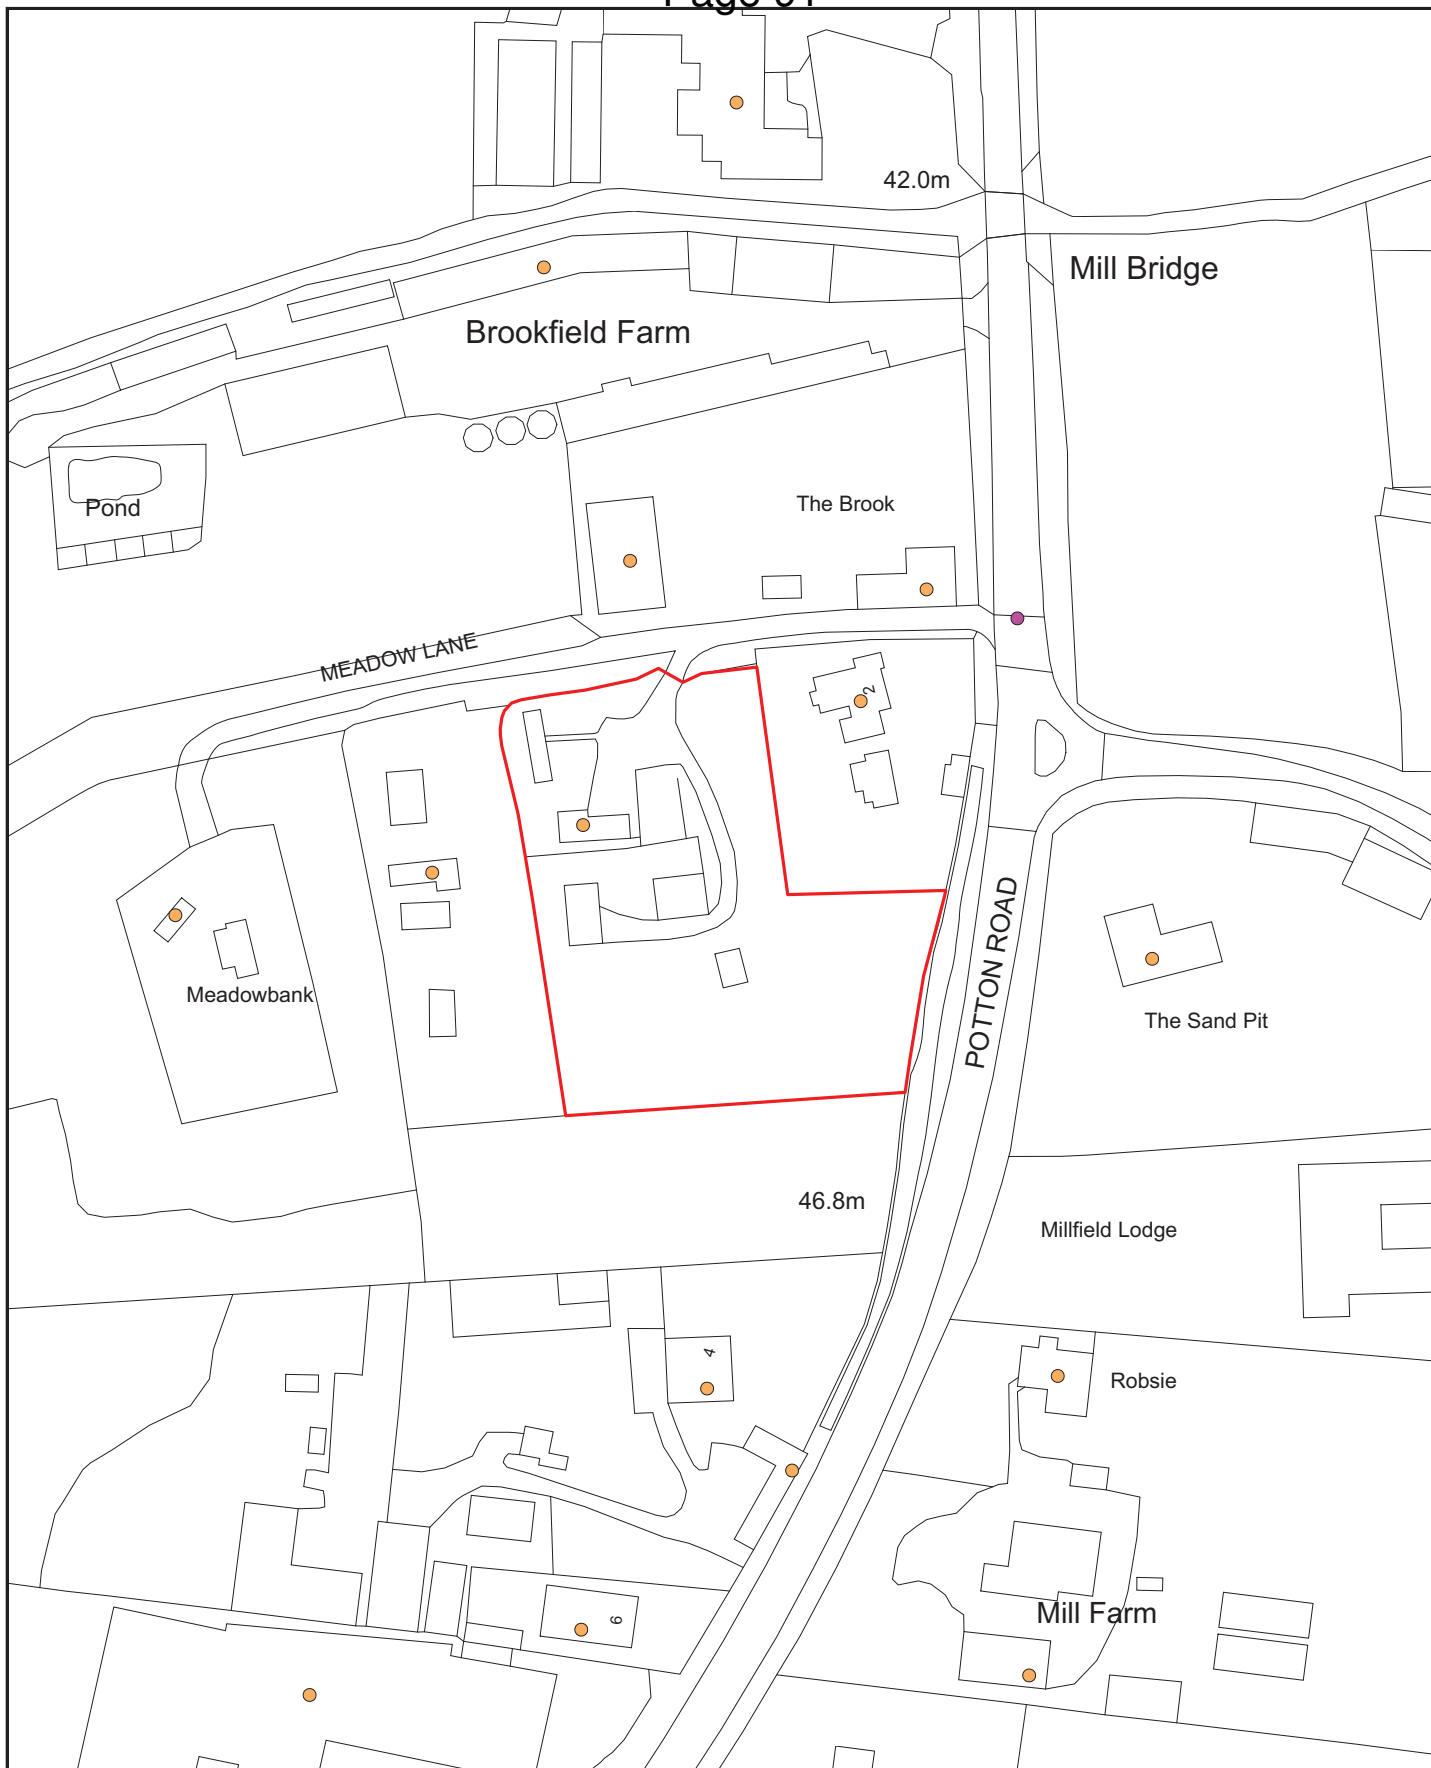 42.0m
Mill Bridge
Brookfield Farm
Pond
The Brook
MEADOW LANE
2
POTTON ROAD
Meadowbank
The Sand Pit
46.8m
Millfield Lodge
4
Robsie
Mill Farm
6